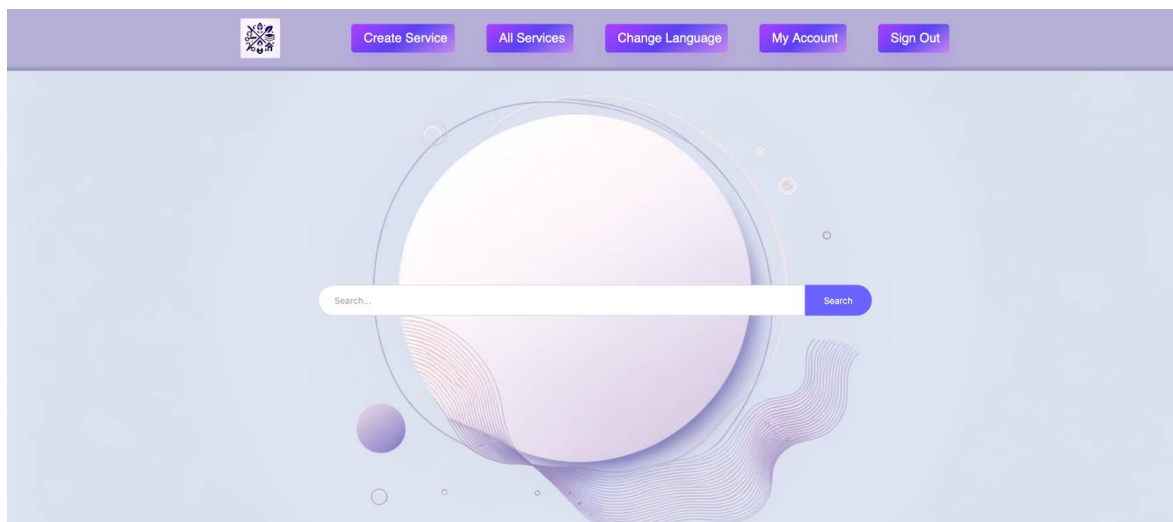 Create Service
All Services
Change Language
My Account
Sign Out
Search...
Search